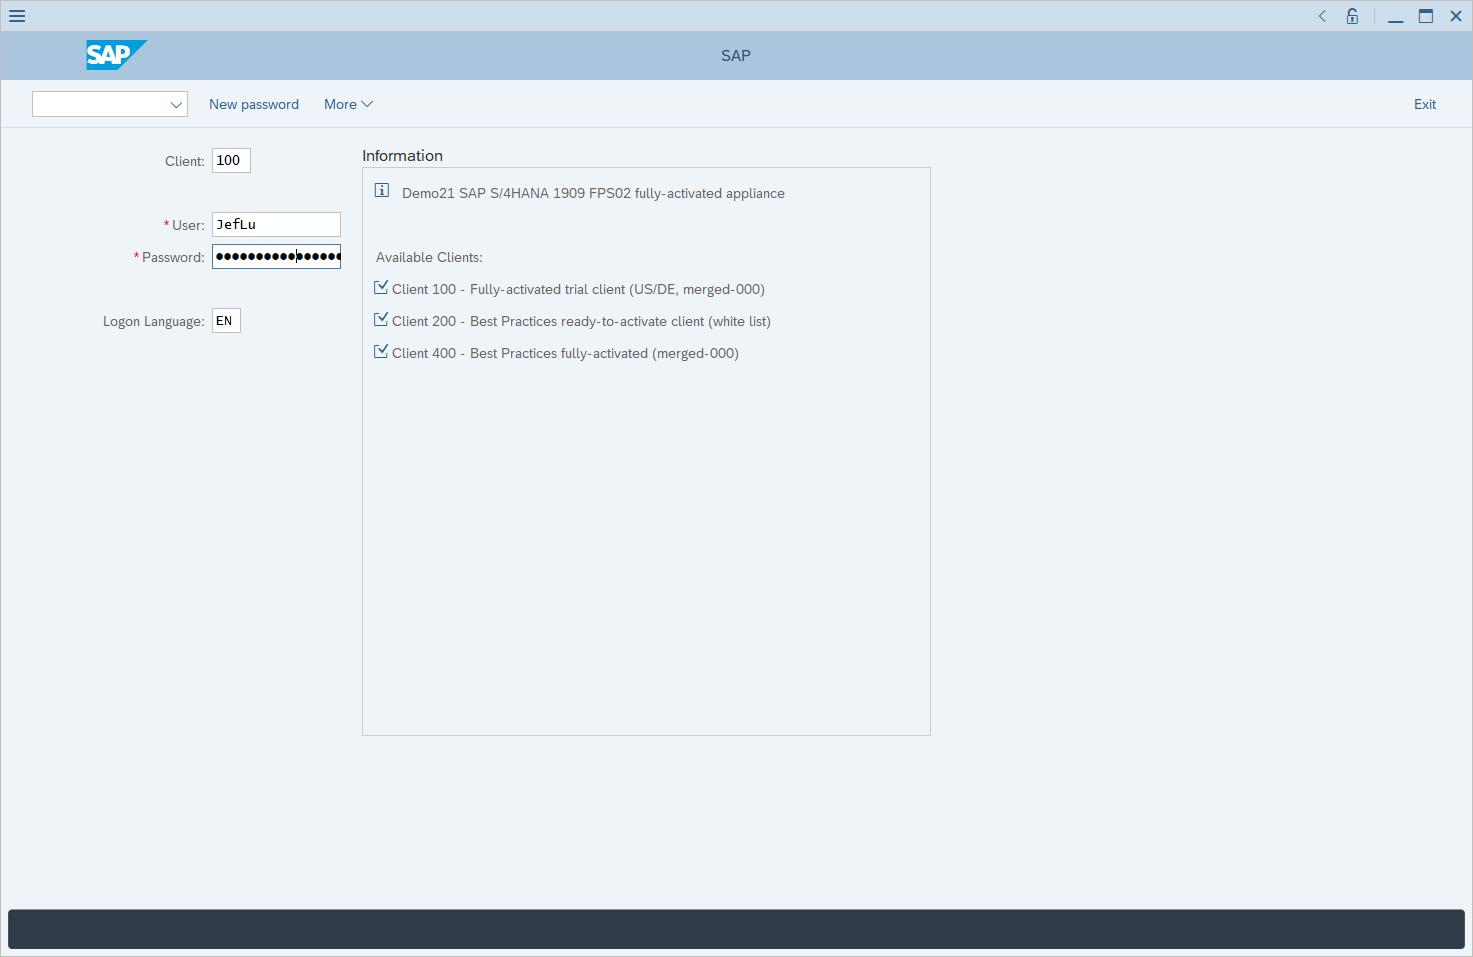 SAP
SAP
New password
More
Exit
Client: 100
* User: JefLu
* Password: ●●●●●●●●●●●●●●●●
Logon Language: EN
Information
Demo21 SAP S/4HANA 1909 FPS02 fully-activated appliance
Available Clients:
Client 100 - Fully-activated trial client (US/DE, merged-000)
Client 200 - Best Practices ready-to-activate client (white list)
Client 400 - Best Practices fully-activated (merged-000)